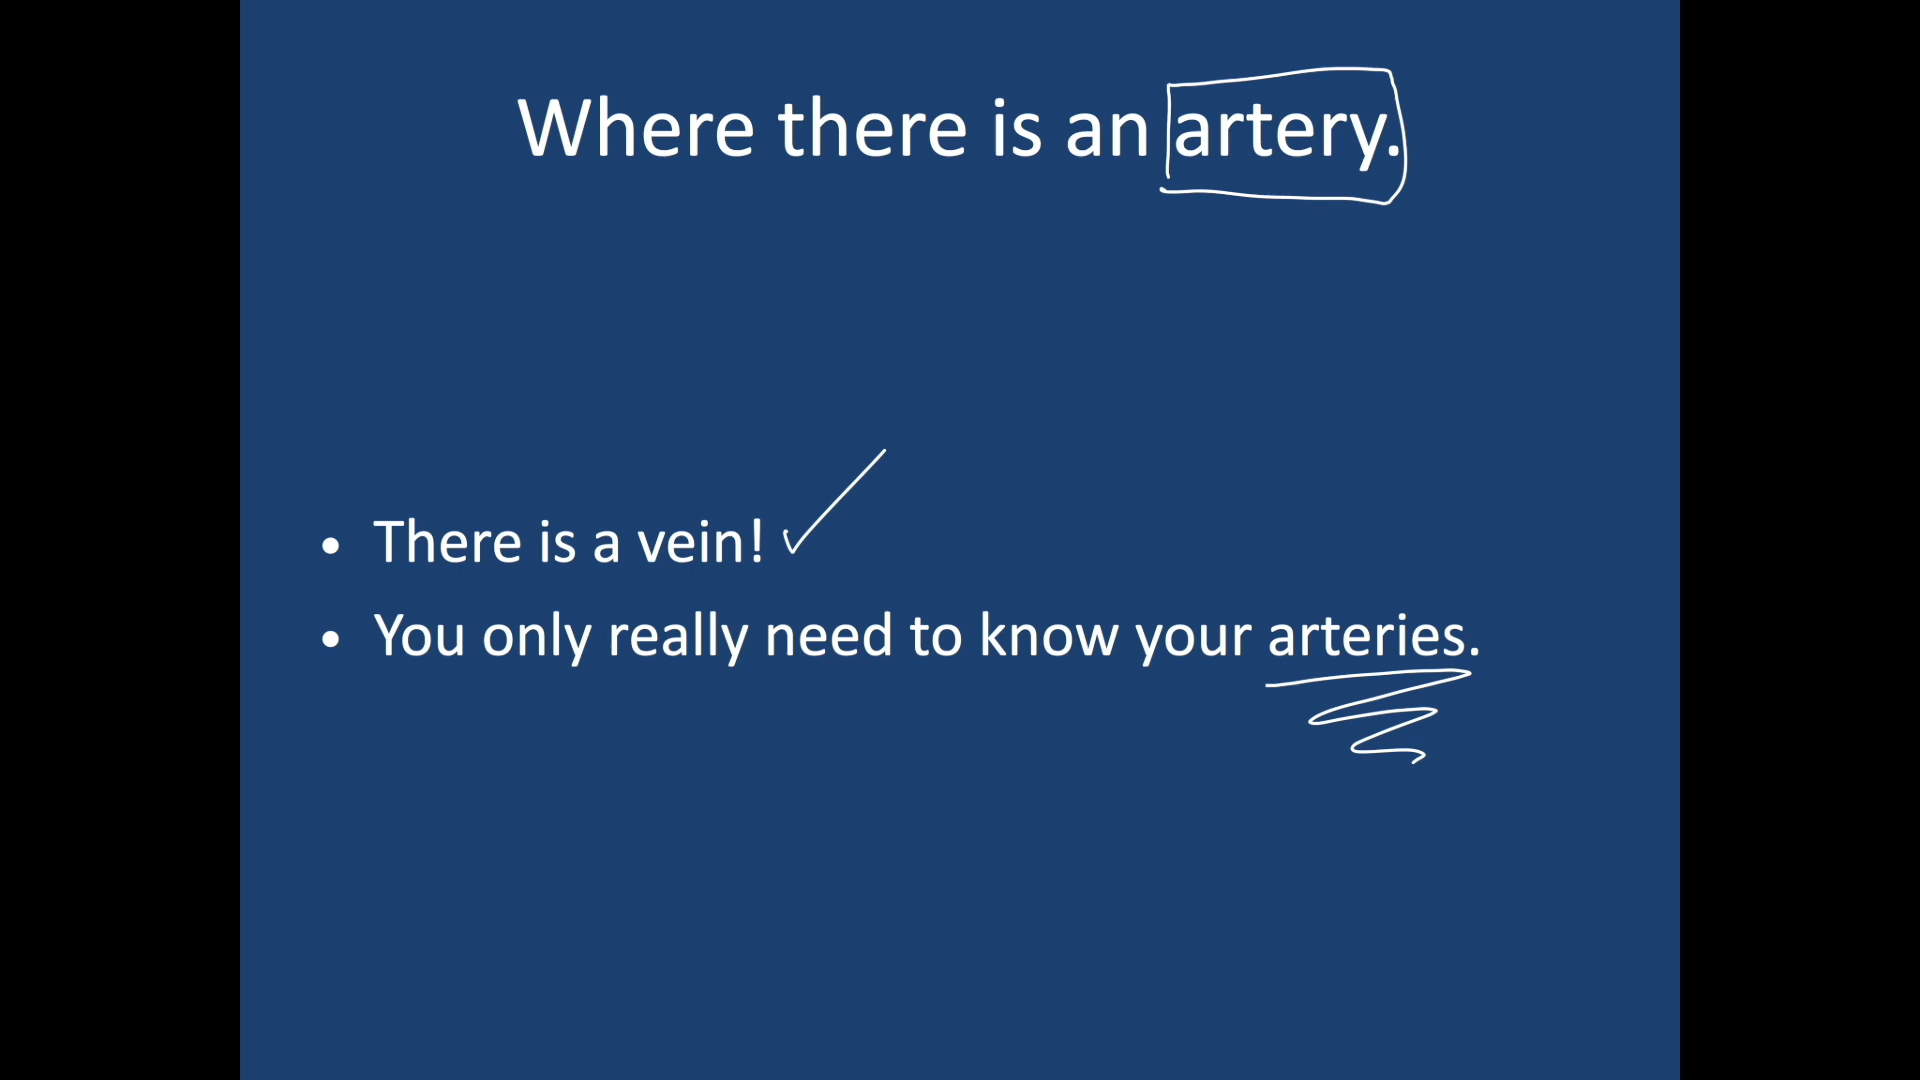 Where there is an artery.
• There is a vein!
• You only really need to know your arteries.